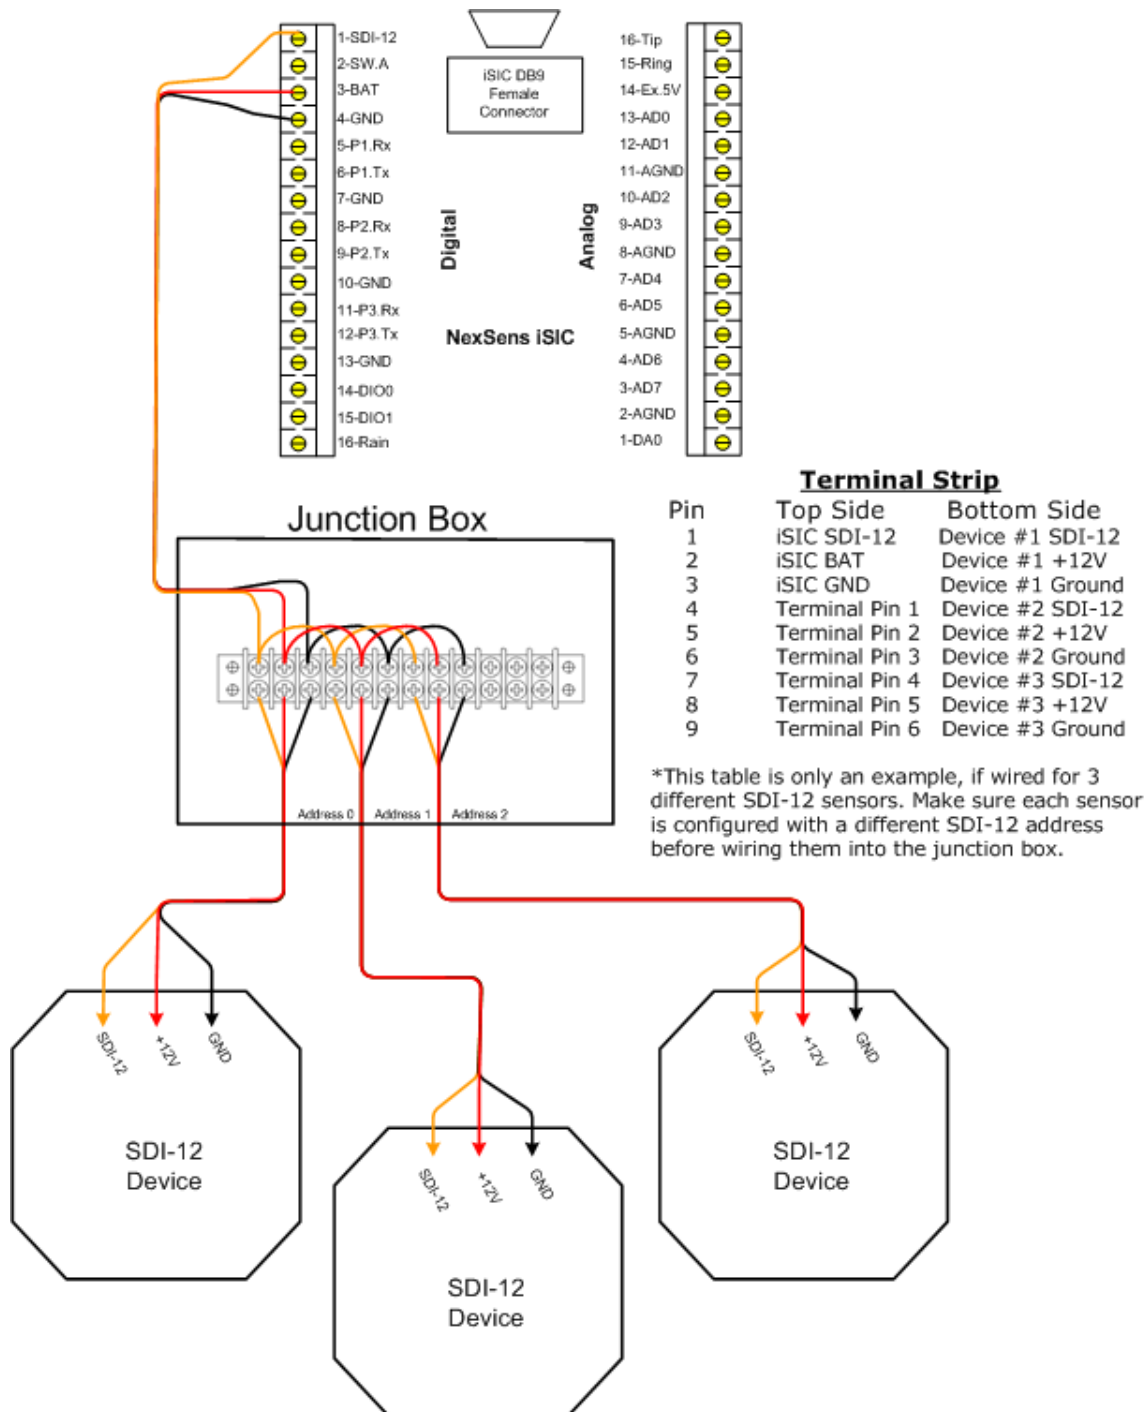 1-SDI-12
2-SW.A
3-BAT
4-GND
5-P1.Rx
6-P1.Tx
7-GND
8-P2.Rx
9-P2.Tx
10-GND
11-P3.Rx
12-P3.Tx
13-GND
14-DIO0
15-DIO1
16-Rain
iSIC DB9
Female
Connector
Digital
Analog
NexSens iSIC
16-Tip
15-Ring
14-Ex.5V
13-AD0
12-AD1
11-AGND
10-AD2
9-AD3
8-AGND
7-AD4
6-AD5
5-AGND
4-AD6
3-AD7
2-AGND
1-DA0
Junction Box
Address 0 Address 1 Address 2
Terminal Strip
Pin Top Side Bottom Side
1 iSIC SDI-12 Device #1 SDI-12
2 iSIC BAT Device #1 +12V
3 iSIC GND Device #1 Ground
4 Terminal Pin 1 Device #2 SDI-12
5 Terminal Pin 2 Device #2 +12V
6 Terminal Pin 3 Device #2 Ground
7 Terminal Pin 4 Device #3 SDI-12
8 Terminal Pin 5 Device #3 +12V
9 Terminal Pin 6 Device #3 Ground
*This table is only an example, if wired for 3
different SDI-12 sensors. Make sure each sensor
is configured with a different SDI-12 address
before wiring them into the junction box.
SDI-12 +12V GND
SDI-12
Device
SDI-12 +12V GND
SDI-12
Device
SDI-12 +12V GND
SDI-12
Device